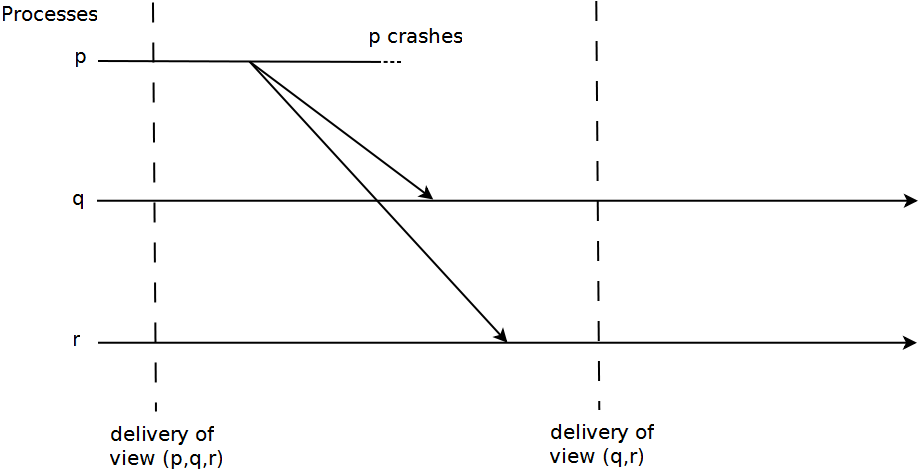 Processes
p crashes
p
q
r
delivery of
view (p,q,r)
delivery of
view (q,r)